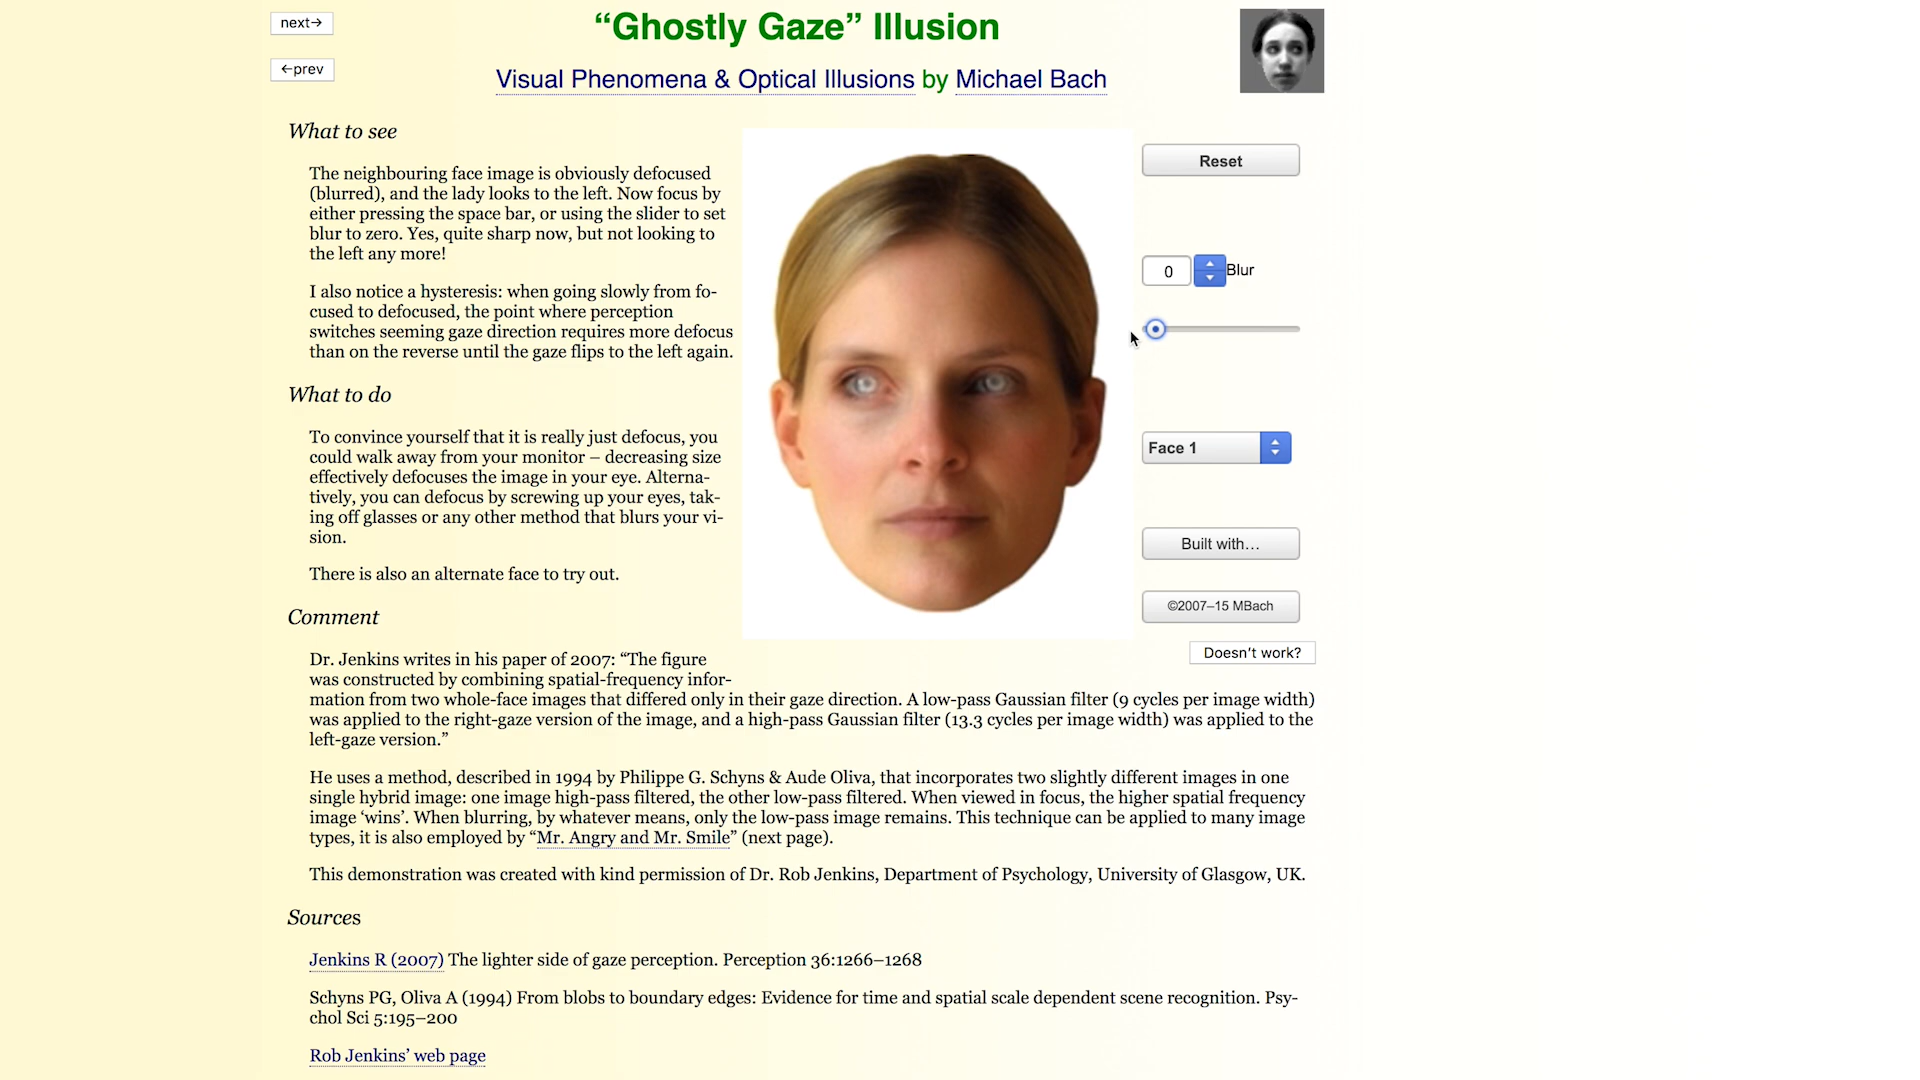 next→
"Ghostly Gaze" Illusion
←prev
Visual Phenomena & Optical Illusions by Michael Bach
What to see
The neighbouring face image is obviously defocused
(blurred), and the lady looks to the left. Now focus by
either pressing the space bar, or using the slider to set
blur to zero. Yes, quite sharp now, but not looking to
the left any more!
I also notice a hysteresis: when going slowly from fo-
cused to defocused, the point where perception
switches seeming gaze direction requires more defocus
than on the reverse until the gaze flips to the left again.
What to do
To convince yourself that it is really just defocus, you
could walk away from your monitor – decreasing size
effectively defocuses the image in your eye. Alterna-
tively, you can defocus by screwing up your eyes, tak-
ing off glasses or any other method that blurs your vi-
sion.
There is also an alternate face to try out.
Reset
0 Blur
Face 1
Built with…
©2007–15 MBach
Doesn't work?
Comment
Dr. Jenkins writes in his paper of 2007: "The figure
was constructed by combining spatial-frequency infor-
mation from two whole-face images that differed only in their gaze direction. A low-pass Gaussian filter (9 cycles per image width)
was applied to the right-gaze version of the image, and a high-pass Gaussian filter (13.3 cycles per image width) was applied to the
left-gaze version."
He uses a method, described in 1994 by Philippe G. Schyns & Aude Oliva, that incorporates two slightly different images in one
single hybrid image: one image high-pass filtered, the other low-pass filtered. When viewed in focus, the higher spatial frequency
image 'wins'. When blurring, by whatever means, only the low-pass image remains. This technique can be applied to many image
types, it is also employed by "Mr. Angry and Mr. Smile" (next page).
This demonstration was created with kind permission of Dr. Rob Jenkins, Department of Psychology, University of Glasgow, UK.
Sources
Jenkins R (2007) The lighter side of gaze perception. Perception 36:1266–1268
Schyns PG, Oliva A (1994) From blobs to boundary edges: Evidence for time and spatial scale dependent scene recognition. Psy-
chol Sci 5:195–200
Rob Jenkins' web page